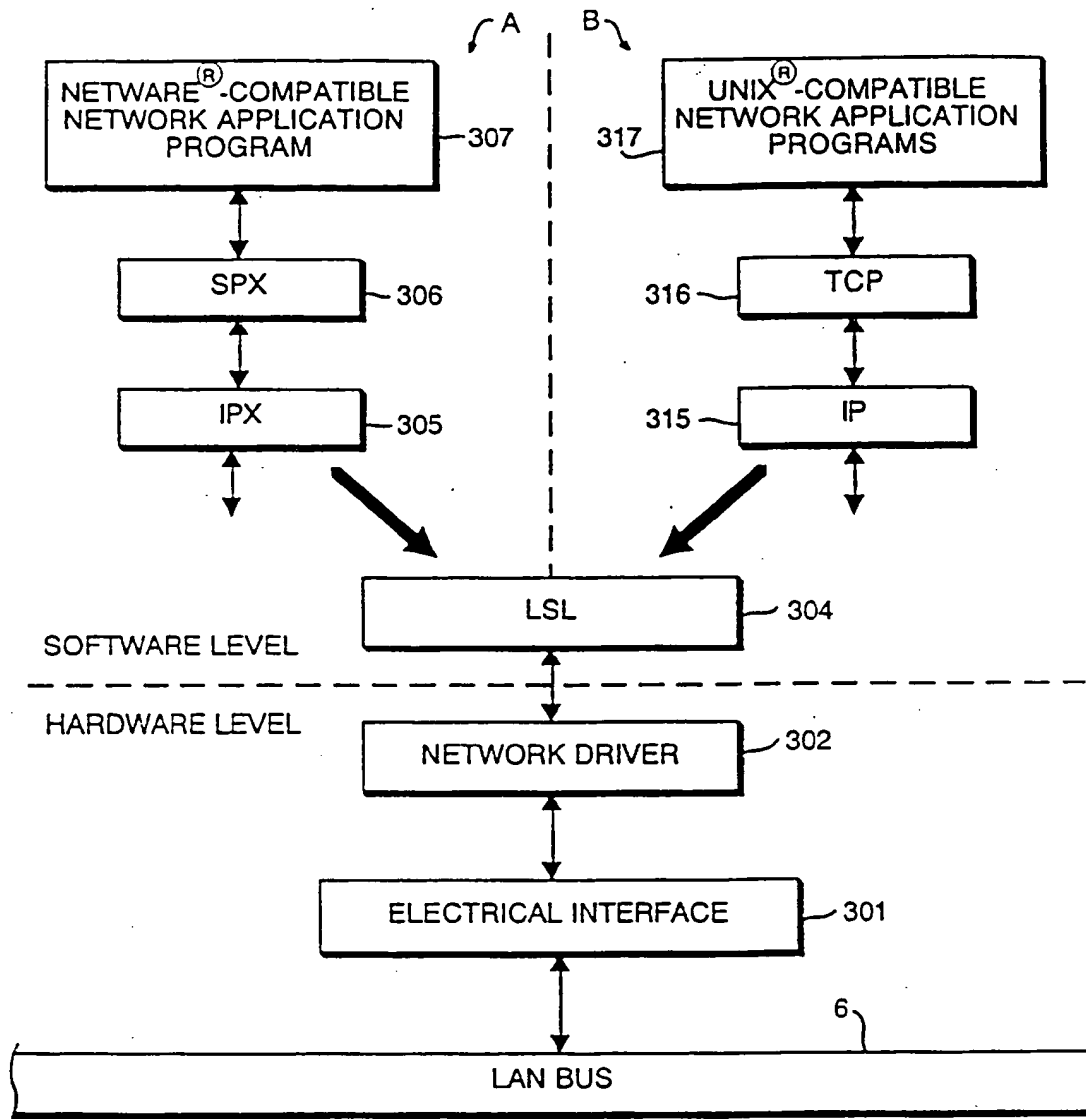 A
B
NETWARE®-COMPATIBLE
NETWORK APPLICATION
PROGRAM
307
UNIX®-COMPATIBLE
NETWORK APPLICATION
PROGRAMS
317
SPX
306
TCP
316
IPX
305
IP
315
LSL
304
SOFTWARE LEVEL
HARDWARE LEVEL
NETWORK DRIVER
302
ELECTRICAL INTERFACE
301
6
LAN BUS